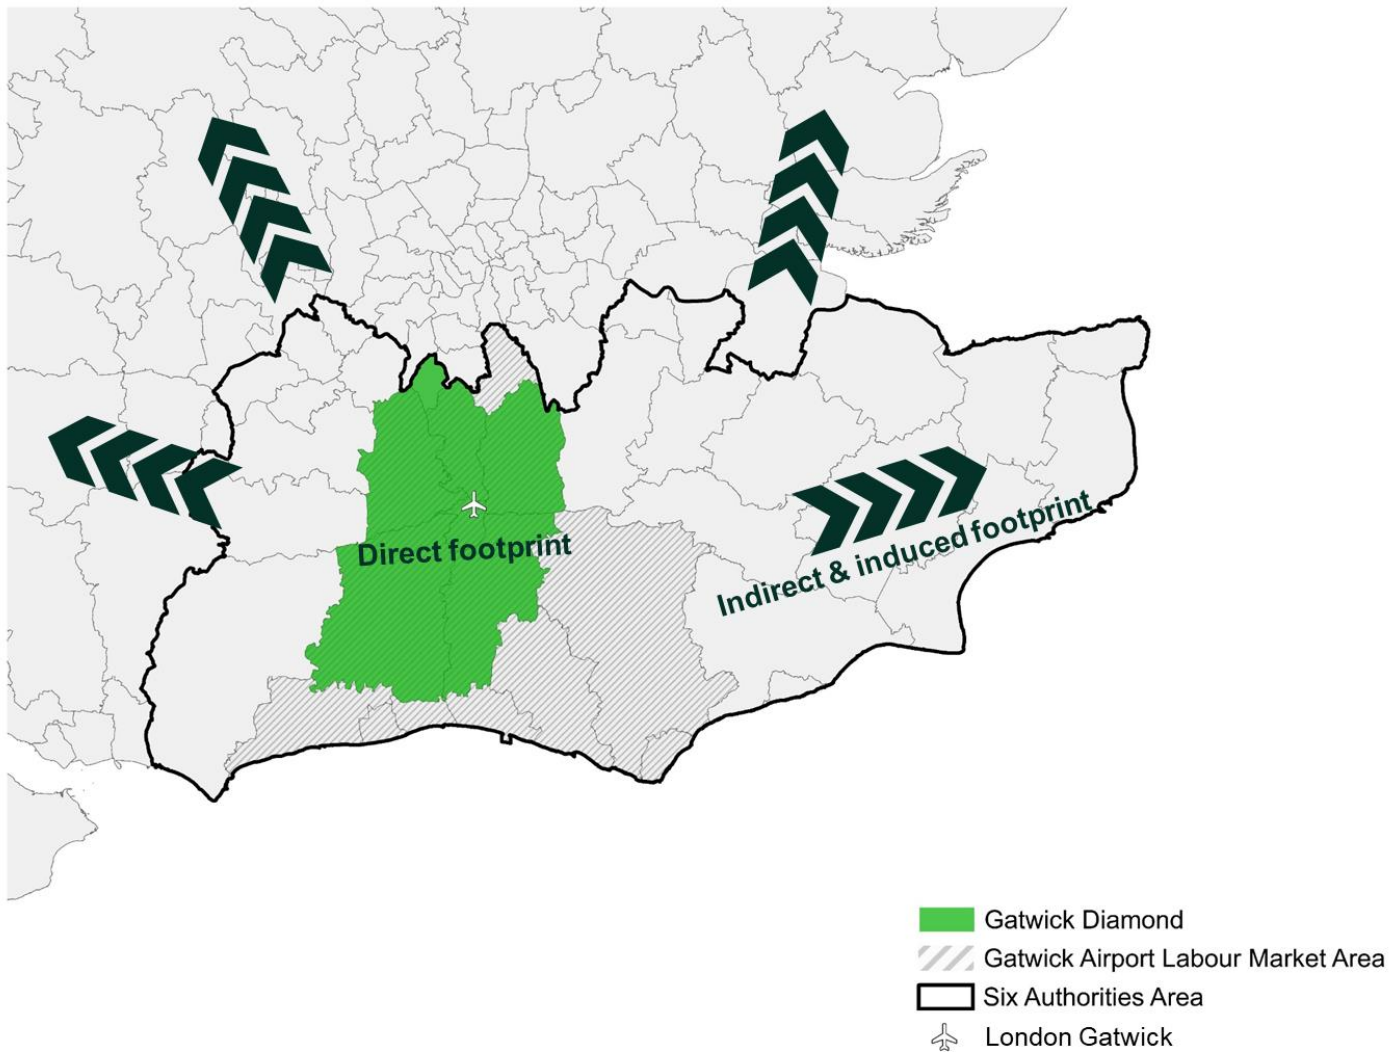 Direct footprint
Indirect & induced footprint
Gatwick Diamond
Gatwick Airport Labour Market Area
Six Authorities Area
London Gatwick